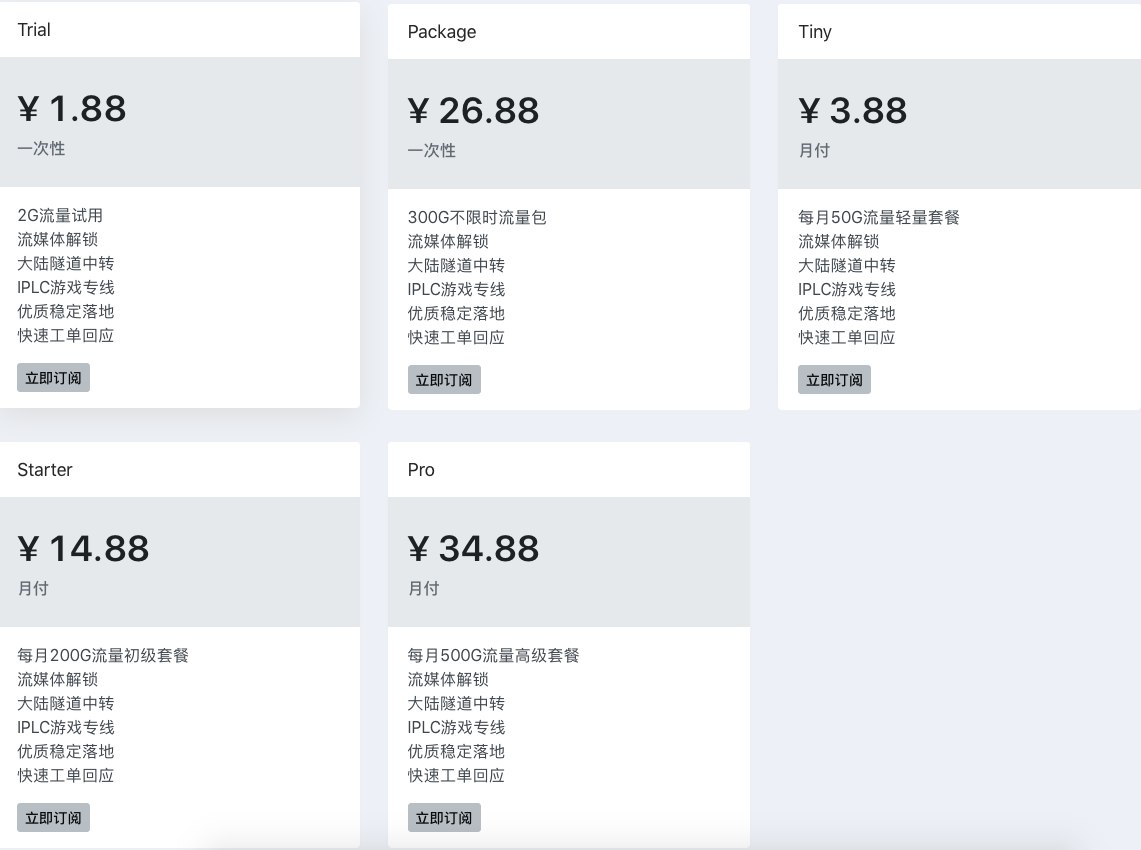 Trial
¥ 1.88
一次性
2G流量试用
流媒体解锁
大陆隧道中转
IPLC游戏专线
优质稳定落地
快速工单回应
立即订阅
Package
¥ 26.88
一次性
300G不限时流量包
流媒体解锁
大陆隧道中转
IPLC游戏专线
优质稳定落地
快速工单回应
立即订阅
Tiny
¥ 3.88
月付
每月50G流量轻量套餐
流媒体解锁
大陆隧道中转
IPLC游戏专线
优质稳定落地
快速工单回应
立即订阅
Starter
¥ 14.88
月付
每月200G流量初级套餐
流媒体解锁
大陆隧道中转
IPLC游戏专线
优质稳定落地
快速工单回应
立即订阅
Pro
¥ 34.88
月付
每月500G流量高级套餐
流媒体解锁
大陆隧道中转
IPLC游戏专线
优质稳定落地
快速工单回应
立即订阅